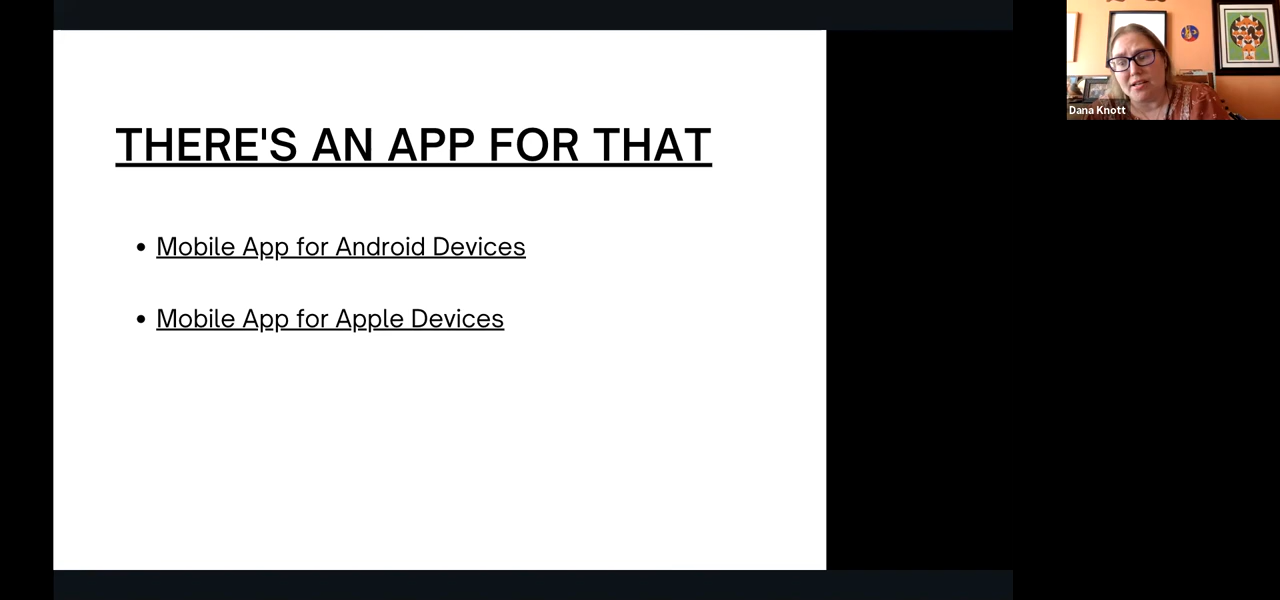 THERE'S AN APP FOR THAT
Mobile App for Android Devices
Mobile App for Apple Devices
Dana Knott